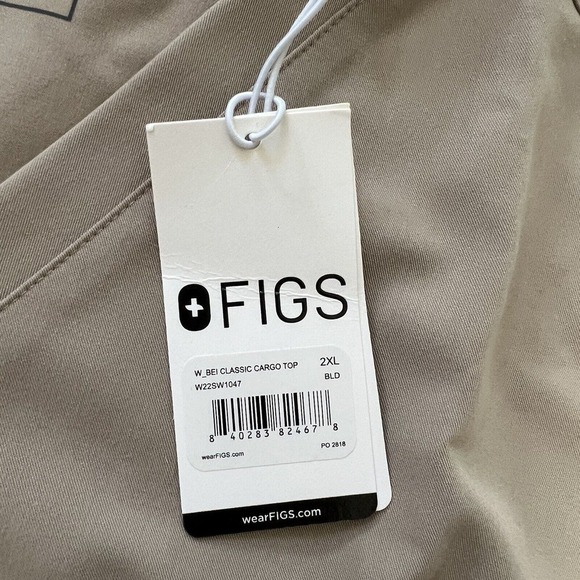 FIGS
W_BEI CLASSIC CARGO TOP 2XL
W22SW1047 BLD
8 40283 82467 8
wearFIGS.com PO 2818
wearFIGS.com